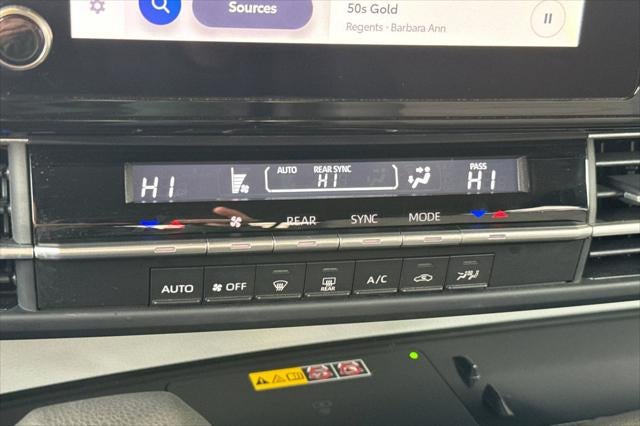 Sources
50s Gold
Regents - Barbara Ann
AUTO REAR SYNC PASS
HI HI HI
REAR SYNC MODE
AUTO OFF REAR A/C